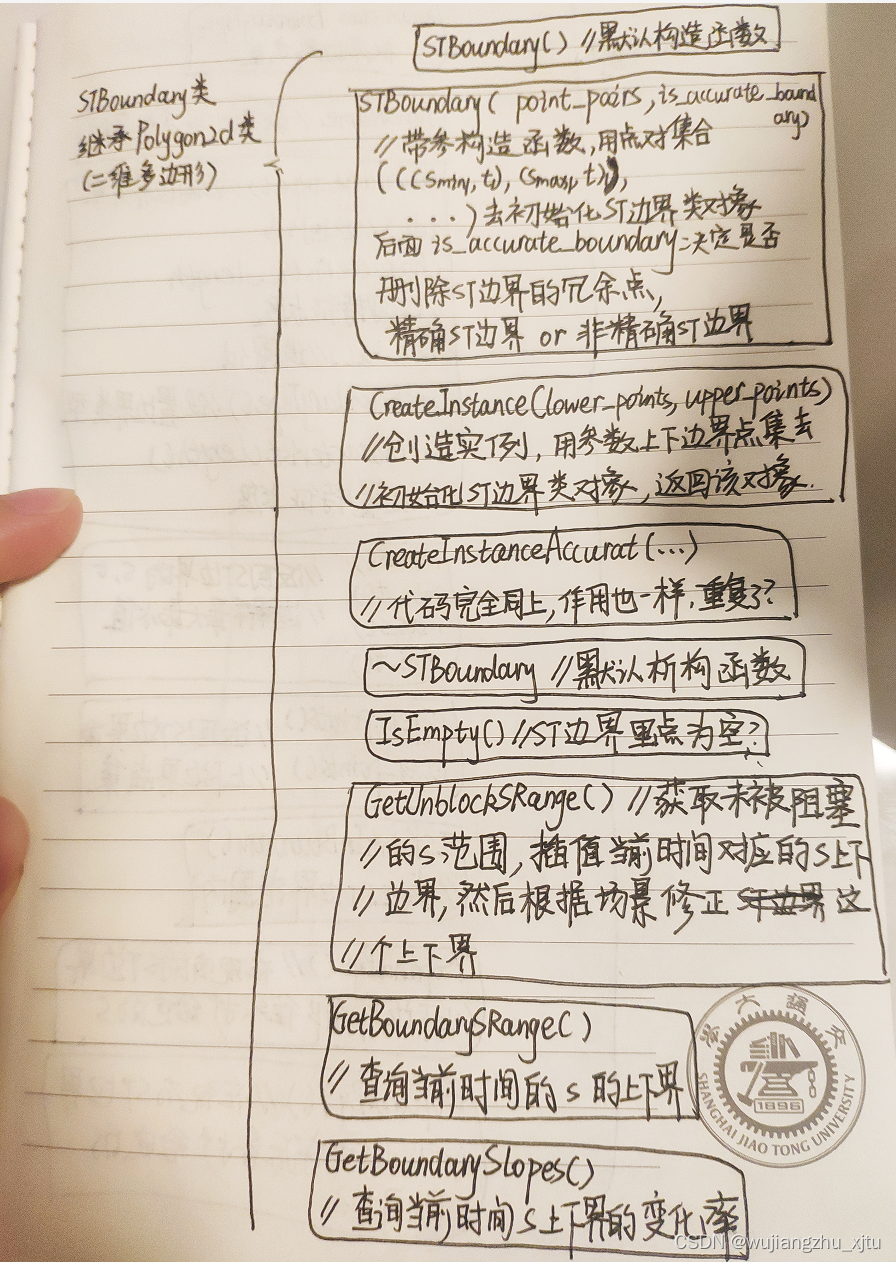 STBoundary类
继承Polygon2d类
(二维多边形)
STBoundary() //默认构造函数
STBoundary( point_pairs, is_accurate_bound
ary)
//带参构造函数,用点对集合
(((smin, t), (smax, t)),
...)去初始化ST边界类对象
后面is_accurate_boundary决定是否
删除ST边界的冗余点,
精确ST边界 or 非精确ST边界
CreateInstance(lower_points, upper_points)
//创造实例,用参数上下边界点集去
//初始化ST边界类对象,返回该对象.
CreateInstanceAccurat(...)
//代码完全同上,作用也一样,重复了?
~STBoundary //默认析构函数
IsEmpty() //ST边界里点为空?
GetUnblockSRange() //获取未被阻塞
//的s范围,插值当前时间对应的s上下
//边界,然后根据场景修正 ST边界 这
//个上下界
GetBoundarySRange()
//查询当前时间的s的上下界
GetBoundarySlopes()
//查询当前时间s上下界的变化率
交通大学
1896
SHANGHAI JIAO TONG UNIVERSITY
CSDN @wujiangzhu_xjtu